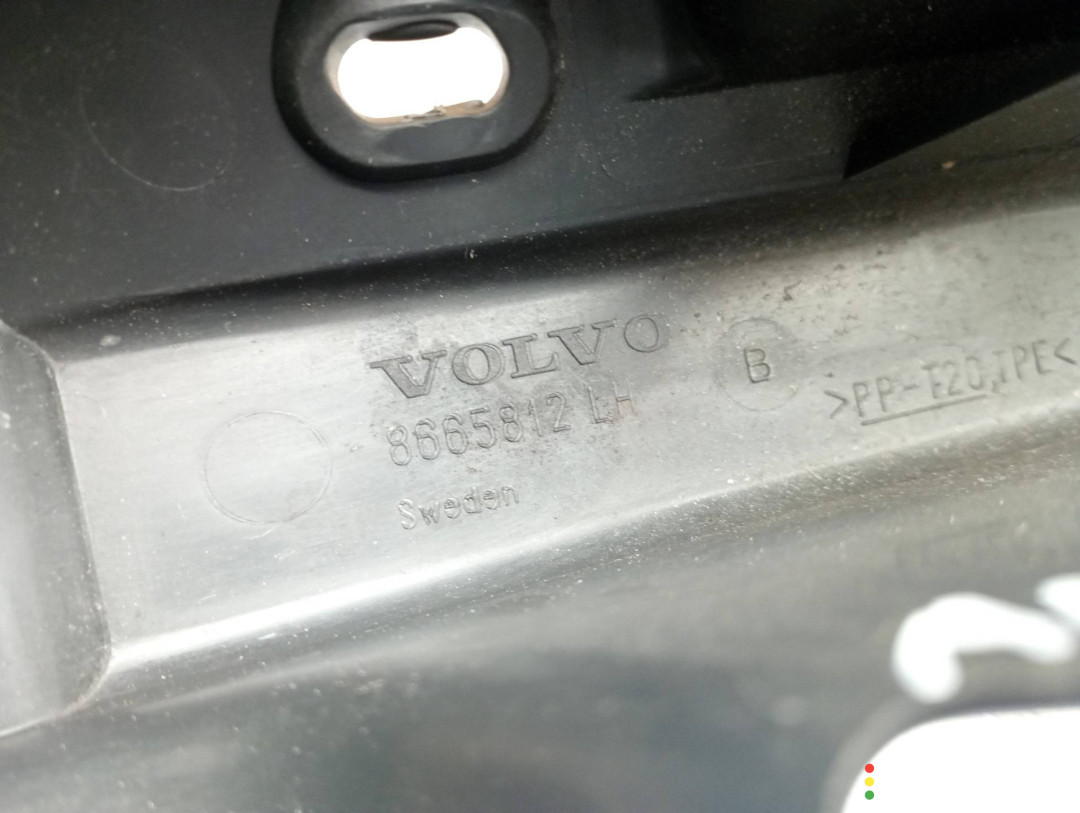 VOLVO
8665812 LH
Sweden
B
>PP-T20,TPE<